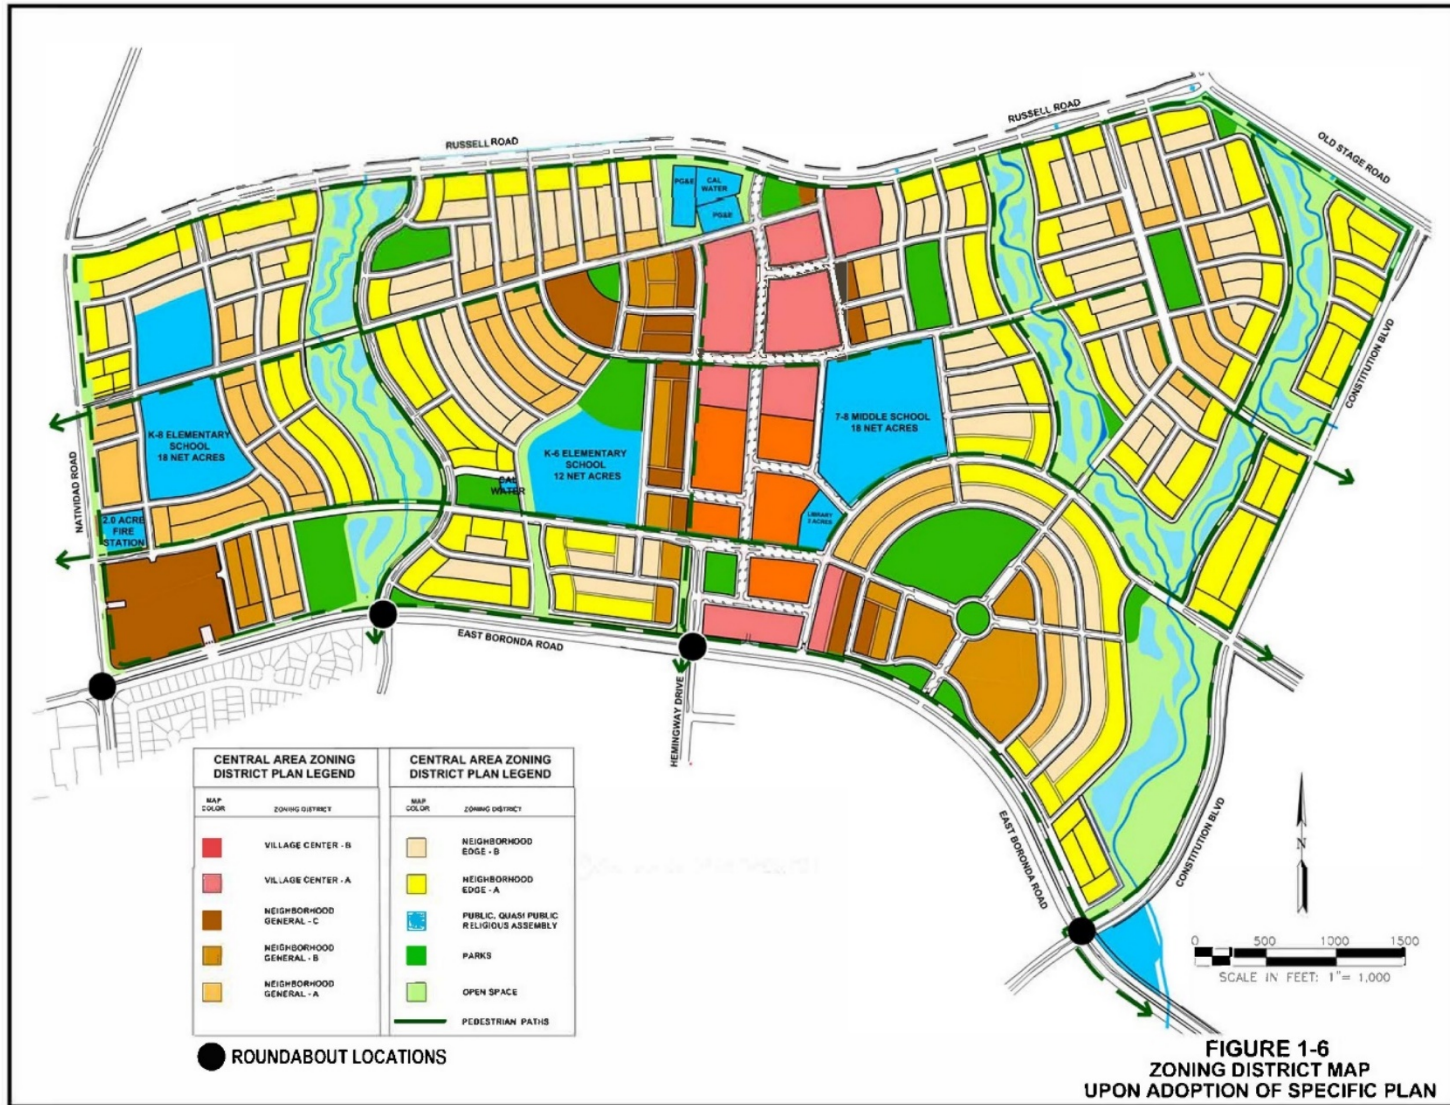 RUSSELL ROAD
RUSSELL ROAD
OLD STAGE ROAD
PG&E
CAL
WATER
PG&E
CONSTITUTION BLVD
NATIVIDAD ROAD
K-8 ELEMENTARY
SCHOOL
18 NET ACRES
7-8 MIDDLE SCHOOL
18 NET ACRES
K-6 ELEMENTARY
SCHOOL
12 NET ACRES
CAL
WATER
2.0 ACRE
FIRE
STATION
LIBRARY
ACRES
EAST BORONDA ROAD
HEMINGWAY DRIVE
EAST BORONDA ROAD
CONSTITUTION BLVD
CENTRAL AREA ZONING
DISTRICT PLAN LEGEND
MAP
COLOR
ZONING DISTRICT
VILLAGE CENTER - B
VILLAGE CENTER - A
NEIGHBORHOOD
GENERAL - C
NEIGHBORHOOD
GENERAL - B
NEIGHBORHOOD
GENERAL - A
CENTRAL AREA ZONING
DISTRICT PLAN LEGEND
MAP
COLOR
ZONING DISTRICT
NEIGHBORHOOD
EDGE - B
NEIGHBORHOOD
EDGE - A
PUBLIC, QUASI PUBLIC
RELIGIOUS ASSEMBLY
PARKS
OPEN SPACE
PEDESTRIAN PATHS
ROUNDABOUT LOCATIONS
N
0 500 1000 1500
SCALE IN FEET: 1"= 1,000
FIGURE 1-6
ZONING DISTRICT MAP
UPON ADOPTION OF SPECIFIC PLAN